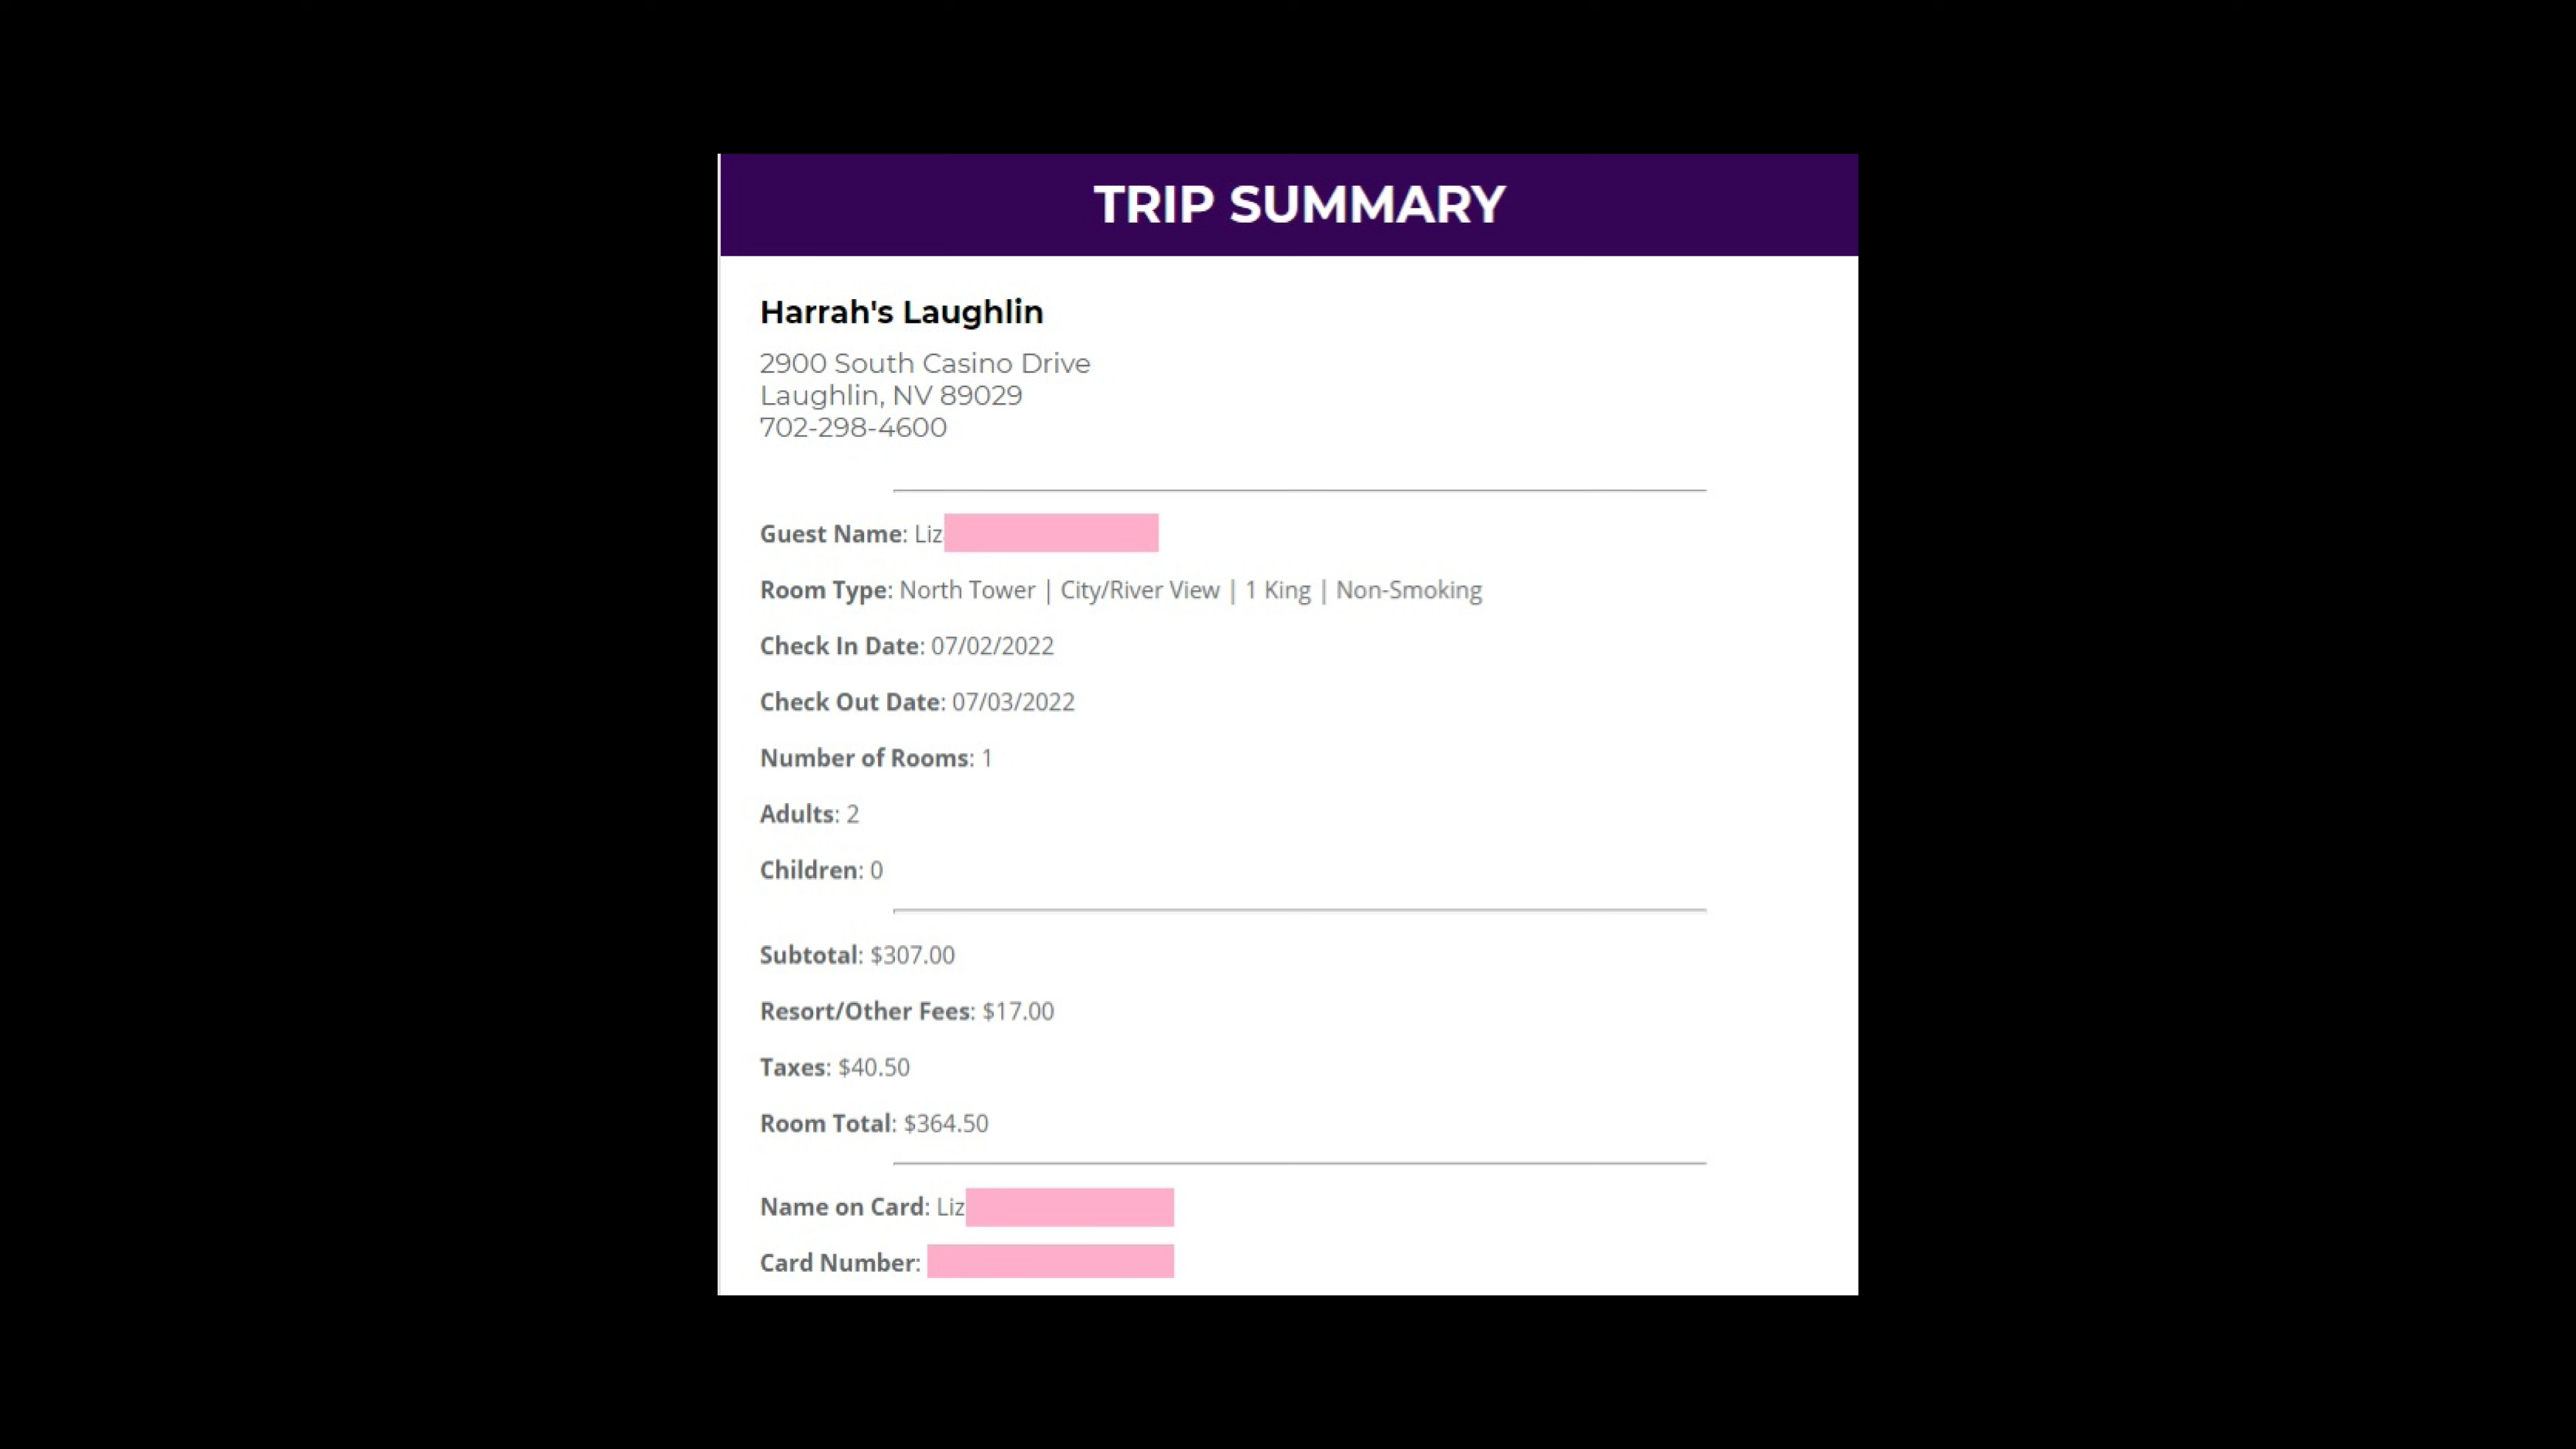 TRIP SUMMARY
Harrah's Laughlin
2900 South Casino Drive
Laughlin, NV 89029
702-298-4600
Guest Name: Liz
Room Type: North Tower | City/River View | 1 King | Non-Smoking
Check In Date: 07/02/2022
Check Out Date: 07/03/2022
Number of Rooms: 1
Adults: 2
Children: 0
Subtotal: $307.00
Resort/Other Fees: $17.00
Taxes: $40.50
Room Total: $364.50
Name on Card: Liz
Card Number: